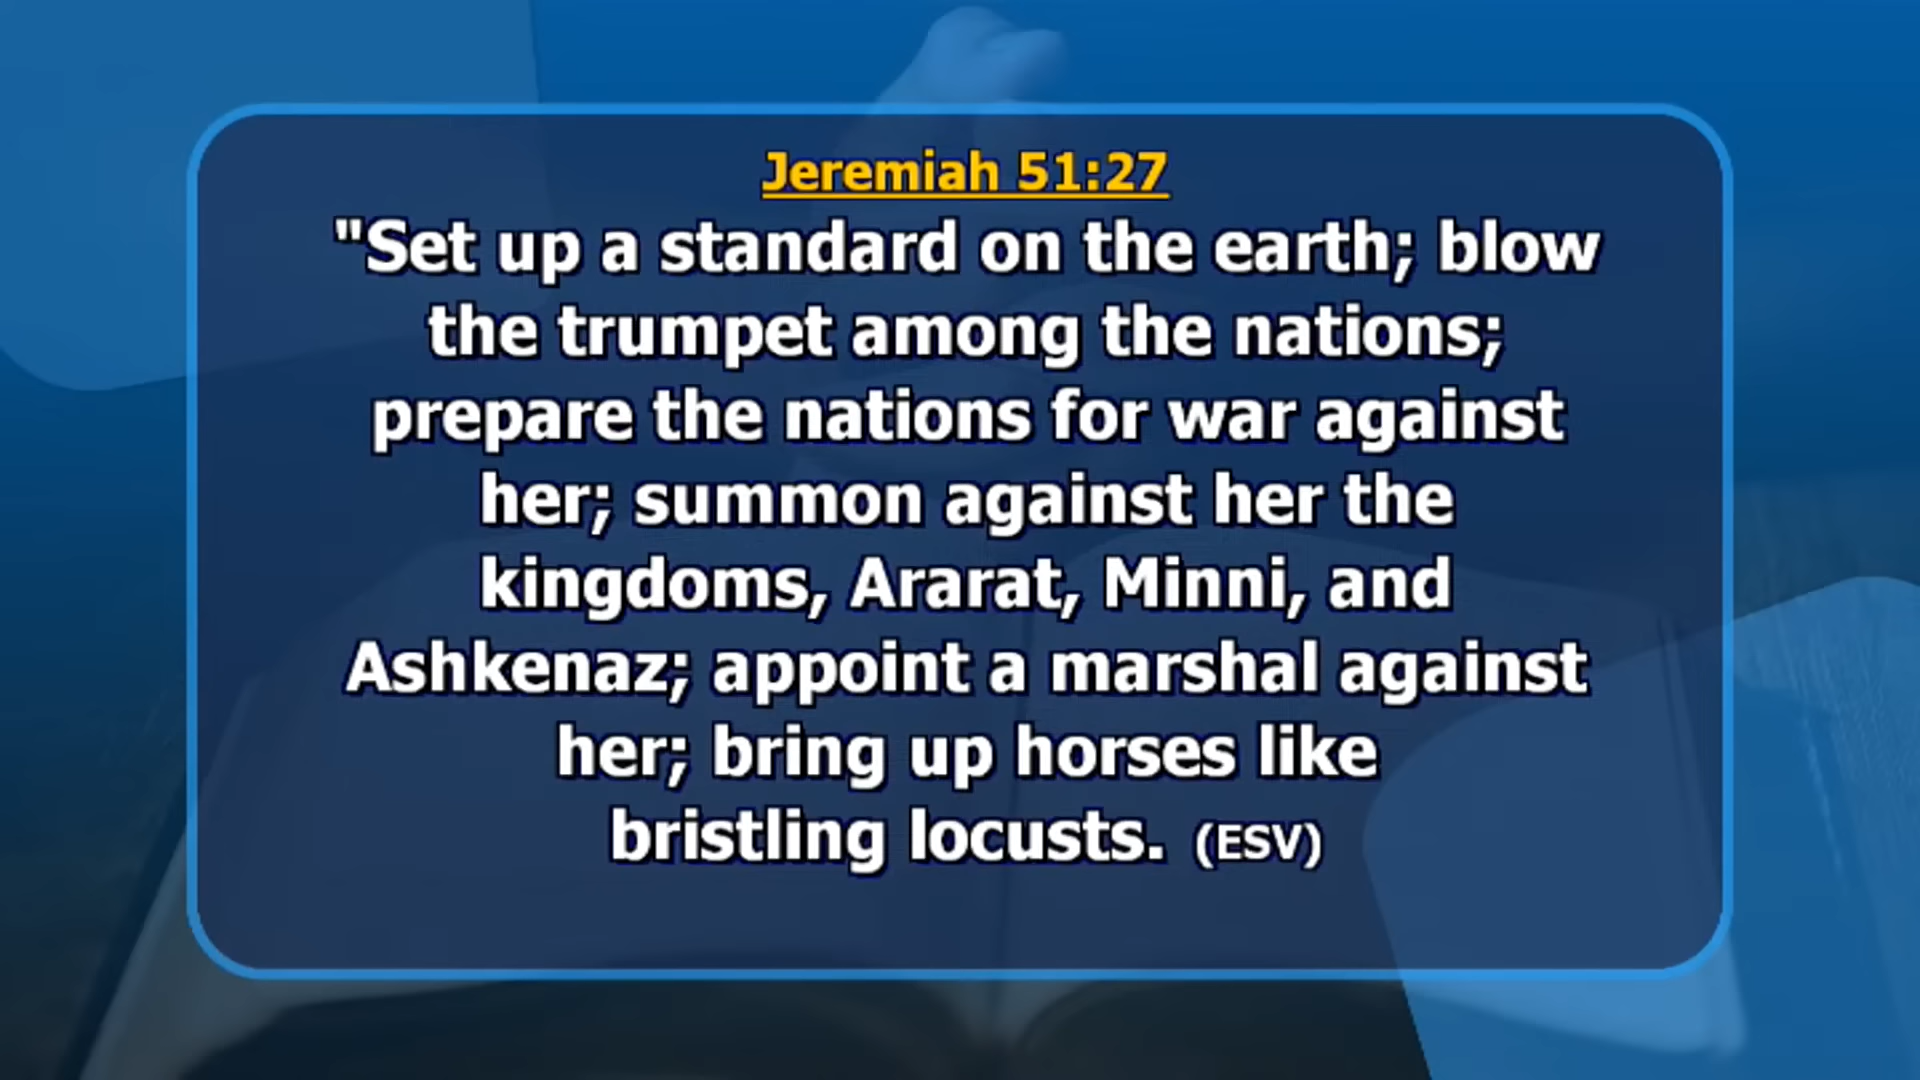 Jeremiah 51:27
"Set up a standard on the earth; blow
the trumpet among the nations;
prepare the nations for war against
her; summon against her the
kingdoms, Ararat, Minni, and
Ashkenaz; appoint a marshal against
her; bring up horses like
bristling locusts. (ESV)